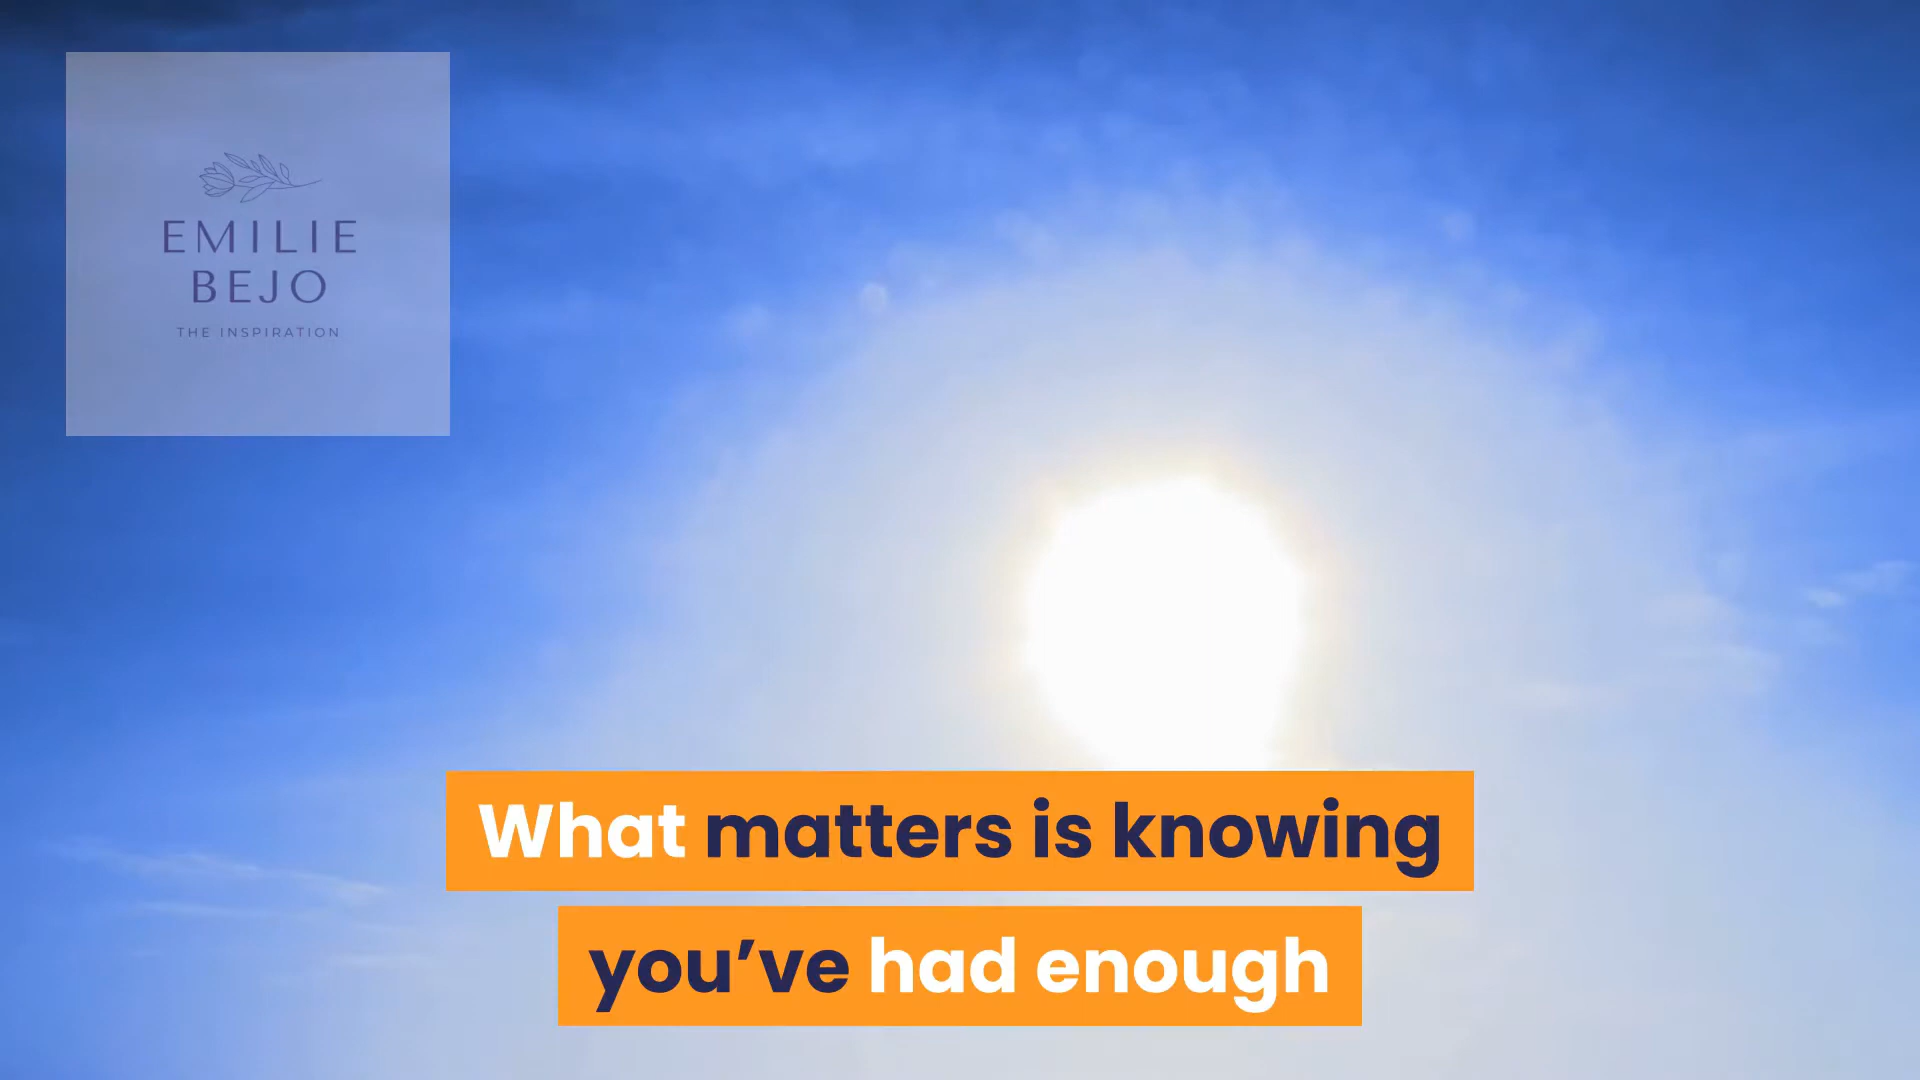 EMILIE
BEJO
THE INSPIRATION
What matters is knowing
you’ve had enough